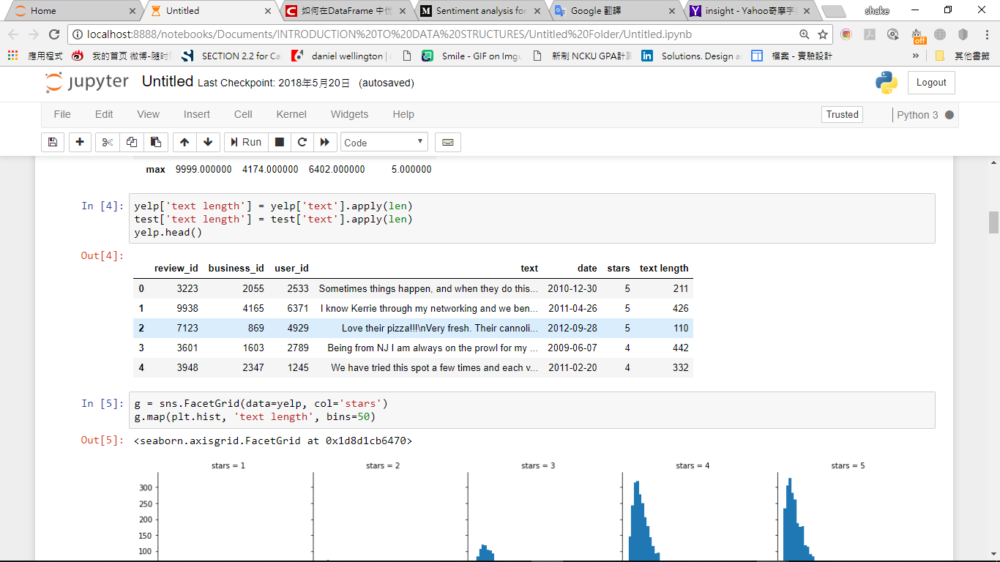 Home
Untitled
如何在DataFrame 中仿
Sentiment analysis for
Google 翻譯
insight - Yahoo奇摩字
shake
localhost:8888/notebooks/Documents/INTRODUCTION%20TO%20DATA%20STRUCTURES/Untitled%20Folder/Untitled.ipynb
off
應用程式
我的首页 微博-随时
SECTION 2.2 for Ca
daniel wellington |
Smile - GIF on Imgu
新制 NCKU GPA計
Solutions. Design a
檔案 - 實驗設計
»
其他書籤
jupyter Untitled Last Checkpoint: 2018年5月20日 (autosaved)
Logout
File Edit View Insert Cell Kernel Widgets Help
Trusted
Python 3
Run
Code
max 9999.000000 4174.000000 6402.000000 5.000000
In [4]: yelp['text length'] = yelp['text'].apply(len)
test['text length'] = test['text'].apply(len)
yelp.head()
Out[4]:
review_id business_id user_id text date stars text length
0 3223 2055 2533 Sometimes things happen, and when they do this... 2010-12-30 5 211
1 9938 4165 6371 I know Kerrie through my networking and we ben... 2011-04-26 5 426
2 7123 869 4929 Love their pizza!!!\nVery fresh. Their cannoli... 2012-09-28 5 110
3 3601 1603 2789 Being from NJ I am always on the prowl for my ... 2009-06-07 4 442
4 3948 2347 1245 We have tried this spot a few times and each v... 2011-02-20 4 332
In [5]: g = sns.FacetGrid(data=yelp, col='stars')
g.map(plt.hist, 'text length', bins=50)
Out[5]: <seaborn.axisgrid.FacetGrid at 0x1d8d1cb6470>
stars = 1 stars = 2 stars = 3 stars = 4 stars = 5
300
250
200
150
100